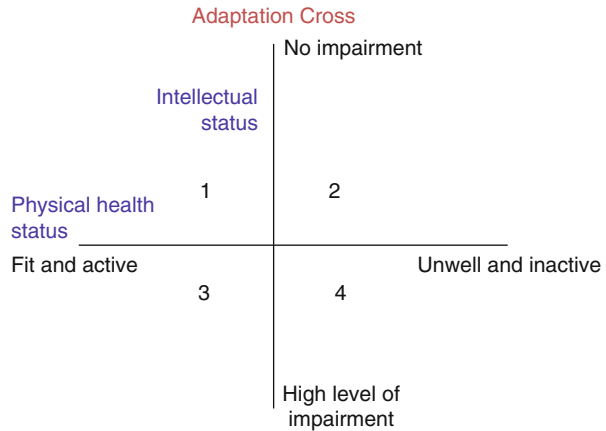 Adaptation Cross
No impairment
Intellectual
status
1
2
Physical health
status
Fit and active
Unwell and inactive
3
4
High level of
impairment